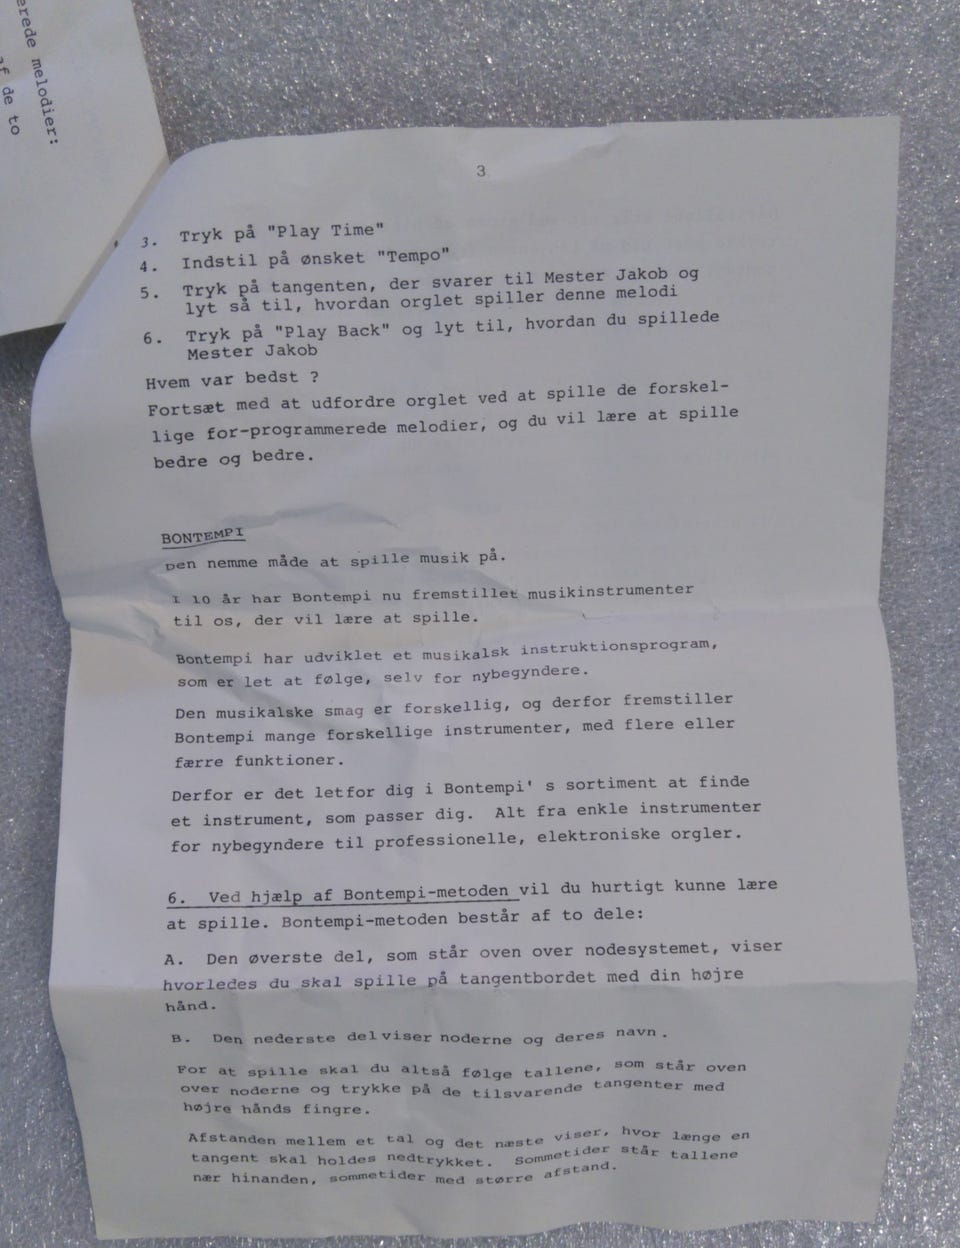 erede melodier:
af de to
3
3. Tryk på "Play Time"
4. Indstil på ønsket "Tempo"
5. Tryk på tangenten, der svarer til Mester Jakob og
lyt så til, hvordan orglet spiller denne melodi
6. Tryk på "Play Back" og lyt til, hvordan du spillede
Mester Jakob
Hvem var bedst ?
Fortsæt med at udfordre orglet ved at spille de forskel-
lige for-programmerede melodier, og du vil lære at spille
bedre og bedre.
BONTEMPI
Den nemme måde at spille musik på.
I 10 år har Bontempi nu fremstillet musikinstrumenter
til os, der vil lære at spille.
Bontempi har udviklet et musikalsk instruktionsprogram,
som er let at følge, selv for nybegyndere.
Den musikalske smag er forskellig, og derfor fremstiller
Bontempi mange forskellige instrumenter, med flere eller
færre funktioner.
Derfor er det letfor dig i Bontempi' s sortiment at finde
et instrument, som passer dig. Alt fra enkle instrumenter
for nybegyndere til professionelle, elektroniske orgler.
6. Ved hjælp af Bontempi-metoden vil du hurtigt kunne lære
at spille. Bontempi-metoden består af to dele:
A. Den øverste del, som står oven over nodesystemet, viser
hvorledes du skal spille på tangentbordet med din højre
hånd.
B. Den nederste del viser noderne og deres navn.
For at spille skal du altså følge tallene, som står oven
over noderne og trykke på de tilsvarende tangenter med
højre hånds fingre.
Afstanden mellem et tal og det næste viser, hvor længe en
tangent skal holdes nedtrykket. Sommetider står tallene
nær hinanden, sommetider med større afstand.